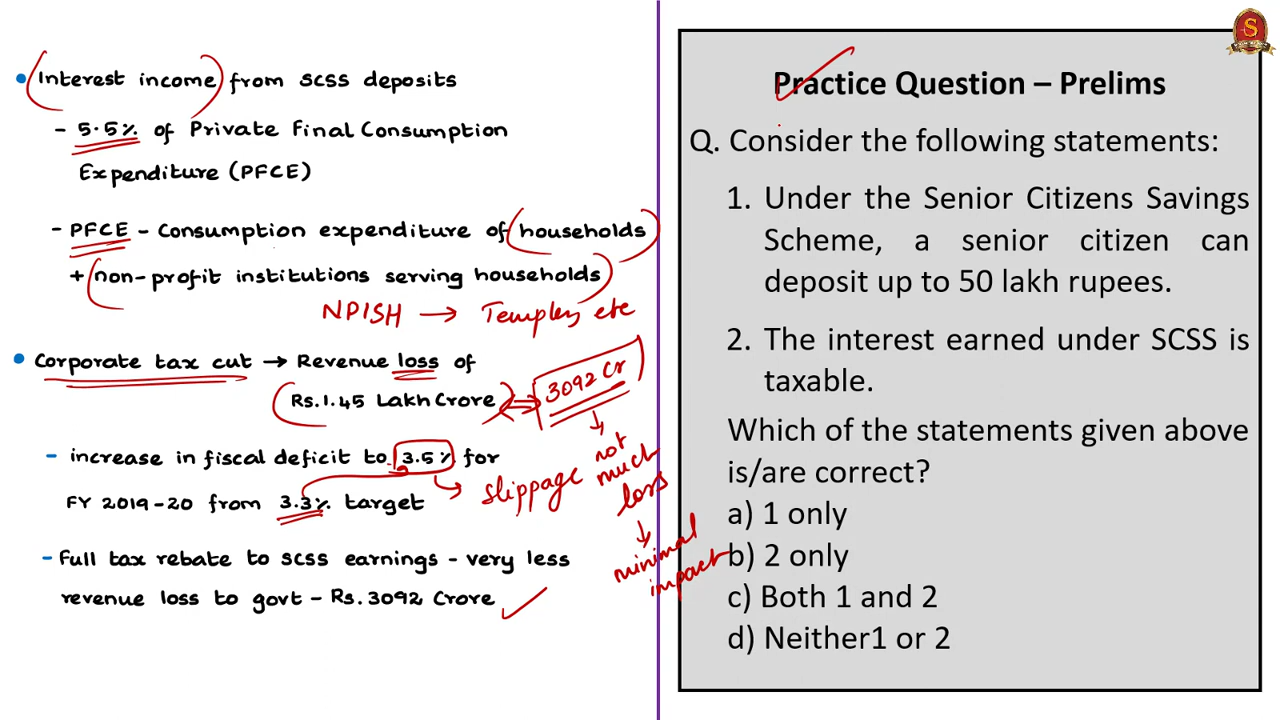 • Interest income from SCSS deposits
- 5.5% of Private Final Consumption
Expenditure (PFCE)
- PFCE - Consumption expenditure of households
+ non-profit institutions serving households
NPISH → Temples etc
• Corporate tax cut → Revenue loss of
Rs.1.45 Lakh Crore
3092 Cr
not
much
loss
minimal
impact
- increase in fiscal deficit to 3.5% for
slippage
FY 2019-20 from 3.3% target
- Full tax rebate to SCSS earnings - very less
revenue loss to govt - Rs.3092 Crore
Practice Question – Prelims
Q. Consider the following statements:
1. Under the Senior Citizens Savings
Scheme, a senior citizen can
deposit up to 50 lakh rupees.
2. The interest earned under SCSS is
taxable.
Which of the statements given above
is/are correct?
a) 1 only
b) 2 only
c) Both 1 and 2
d) Neither1 or 2